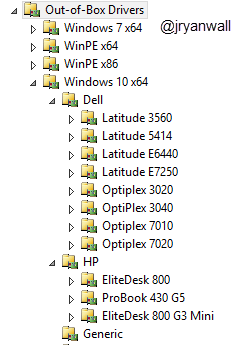 Out-of-Box Drivers
Windows 7 x64 @jryanwall
WinPE x64
WinPE x86
Windows 10 x64
Dell
Latitude 3560
Latitude 5414
Latitude E6440
Latitude E7250
Optiplex 3020
OptiPlex 3040
Optiplex 7010
Optiplex 7020
HP
EliteDesk 800
ProBook 430 G5
EliteDesk 800 G3 Mini
Generic